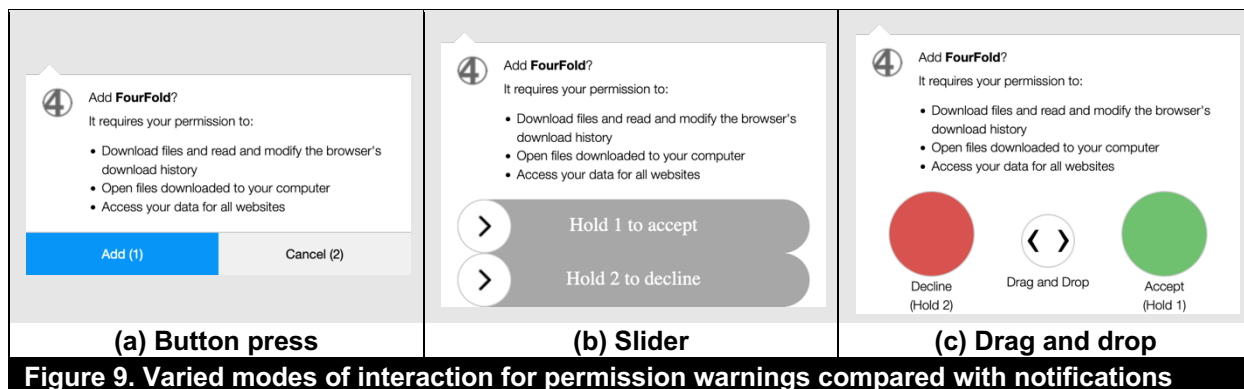 4
Add FourFold?
It requires your permission to:
• Download files and read and modify the browser's
download history
• Open files downloaded to your computer
• Access your data for all websites
Add (1)
Cancel (2)
(a) Button press
4
Add FourFold?
It requires your permission to:
• Download files and read and modify the browser's
download history
• Open files downloaded to your computer
• Access your data for all websites
Hold 1 to accept
Hold 2 to decline
(b) Slider
4
Add FourFold?
It requires your permission to:
• Download files and read and modify the browser's
download history
• Open files downloaded to your computer
• Access your data for all websites
Decline
(Hold 2)
Drag and Drop
Accept
(Hold 1)
(c) Drag and drop
Figure 9. Varied modes of interaction for permission warnings compared with notifications